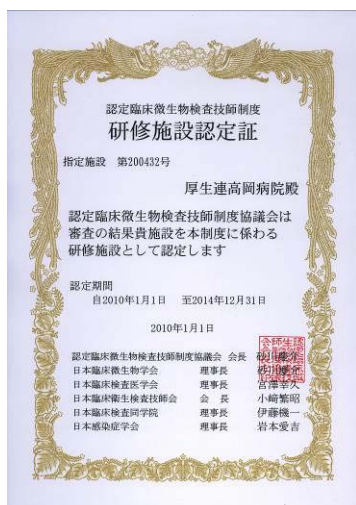 認定臨床微生物検査技師制度
研修施設認定証
指定施設　第200432号
厚生連高岡病院殿
認定臨床微生物検査技師制度協議会は
審査の結果貴施設を本制度に係わる
研修施設として認定します
認定期間
自2010年1月1日　至2014年12月31日
2010年1月1日
認定臨床微生物検査技師制度協議会　会長
日本臨床微生物学会　理事長
日本臨床検査医学会　理事長　宮澤幸久
日本臨床衛生検査技師会　会　長　小﨑繁昭
日本臨床検査同学院　理事長　伊藤機一
日本感染症学会　理事長　岩本愛吉